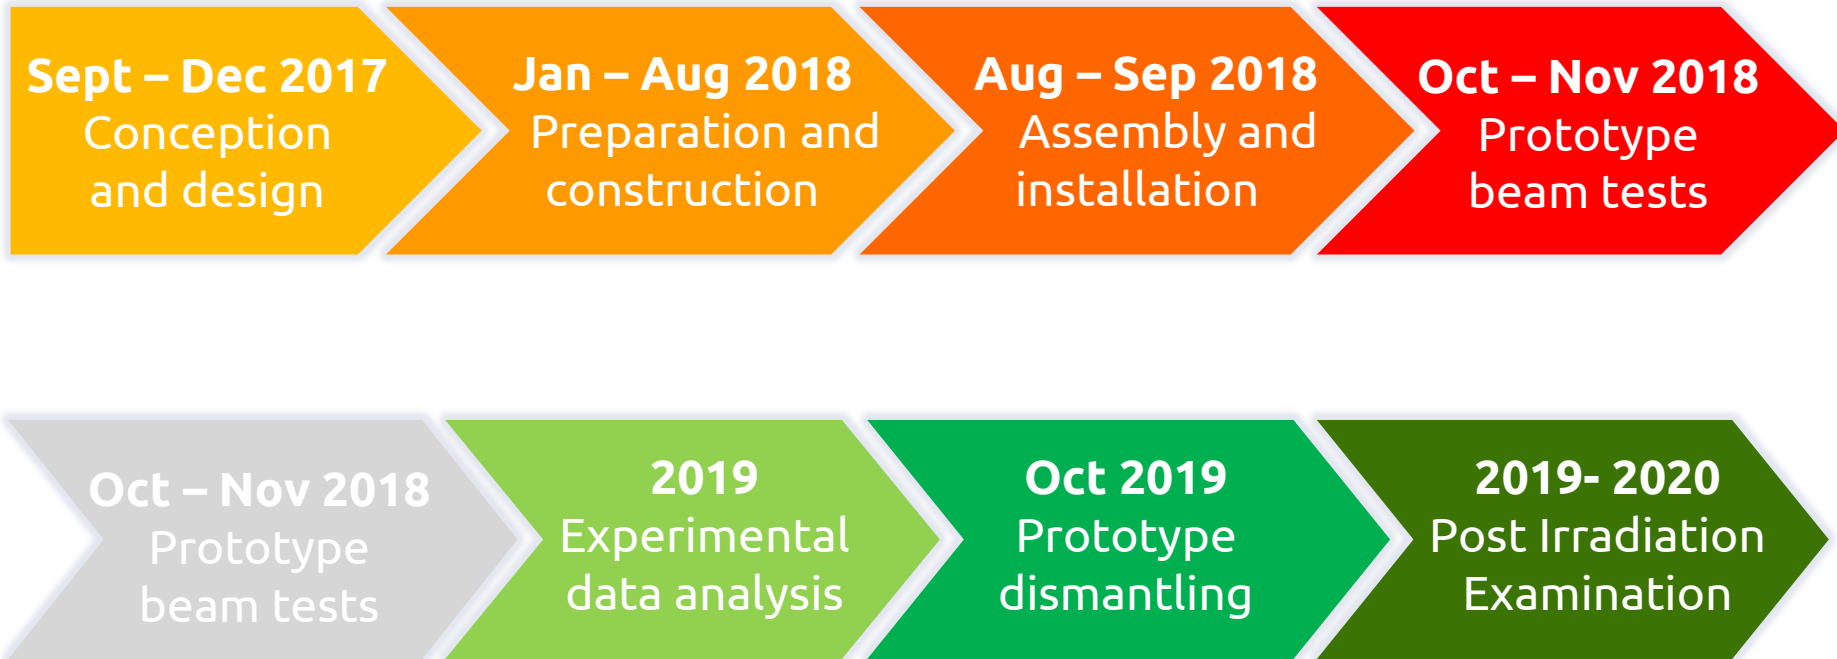 Sept – Dec 2017
Conception
and design
Jan – Aug 2018
Preparation and
construction
Aug – Sep 2018
Assembly and
installation
Oct – Nov 2018
Prototype
beam tests
Oct – Nov 2018
Prototype
beam tests
2019
Experimental
data analysis
Oct 2019
Prototype
dismantling
2019- 2020
Post Irradiation
Examination